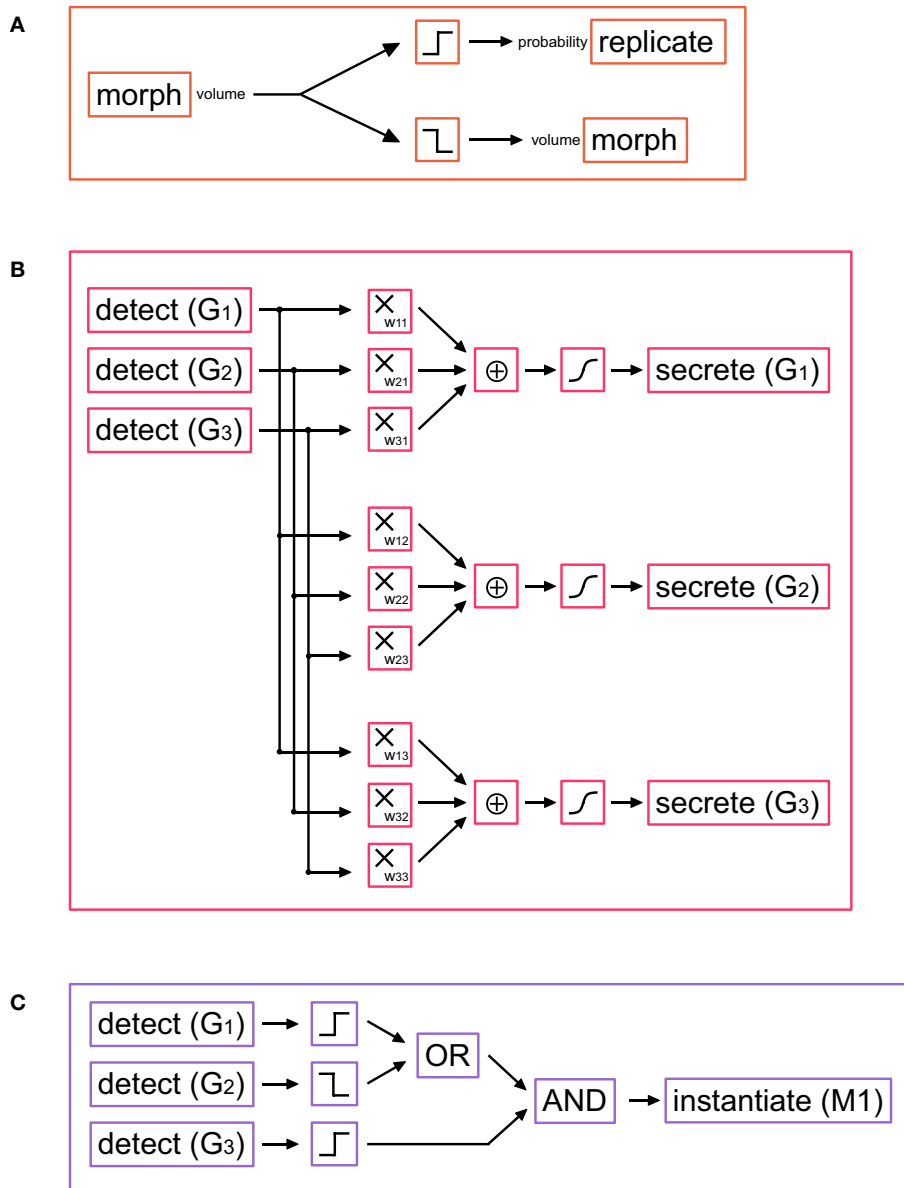 A
morph volume
probability replicate
volume morph
B
detect (G1)
detect (G2)
detect (G3)
w11
w21
w31
secrete (G1)
w12
w22
w23
secrete (G2)
w13
w32
w33
secrete (G3)
C
detect (G1)
detect (G2)
detect (G3)
OR
AND
instantiate (M1)